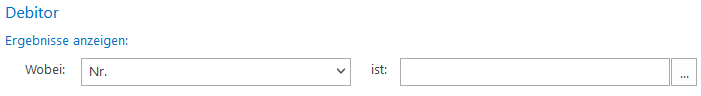 Debitor
Ergebnisse anzeigen:
Wobei: Nr. ist: ...